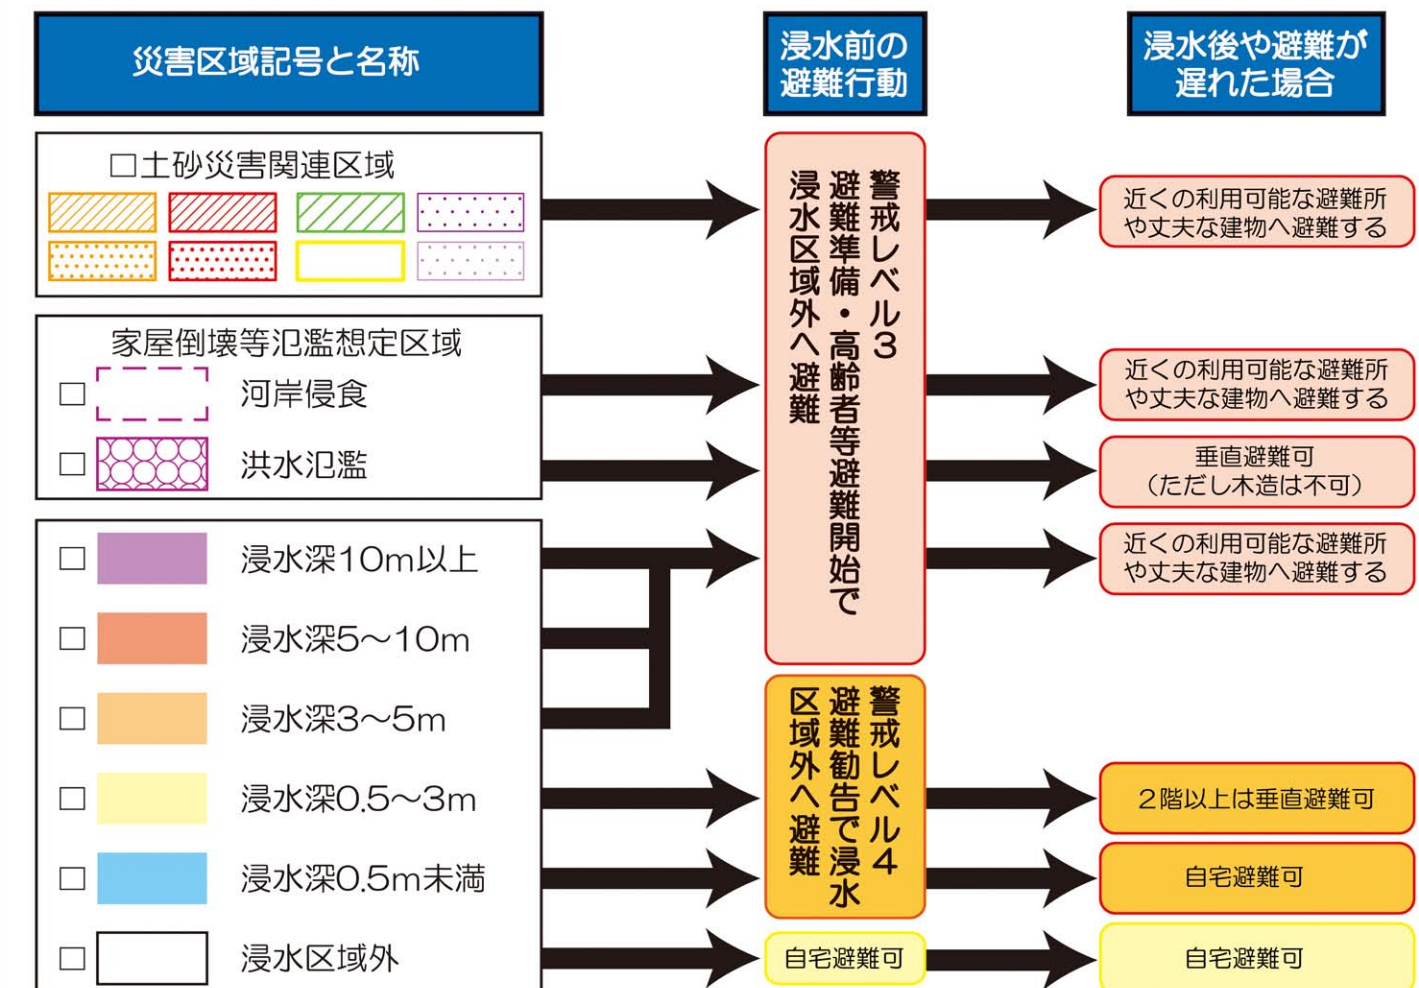 災害区域記号と名称
浸水前の
避難行動
浸水後や避難が
遅れた場合
□土砂災害関連区域
警戒レベル3
避難準備・高齢者等避難開始で
浸水区域外へ避難
近くの利用可能な避難所
や丈夫な建物へ避難する
家屋倒壊等氾濫想定区域
□ 河岸侵食
近くの利用可能な避難所
や丈夫な建物へ避難する
□ 洪水氾濫
垂直避難可
（ただし木造は不可）
□ 浸水深10m以上
近くの利用可能な避難所
や丈夫な建物へ避難する
□ 浸水深5～10m
□ 浸水深3～5m
警戒レベル4
避難勧告で浸水
区域外へ避難
□ 浸水深0.5～3m
2階以上は垂直避難可
□ 浸水深0.5m未満
自宅避難可
□ 浸水区域外
自宅避難可
自宅避難可